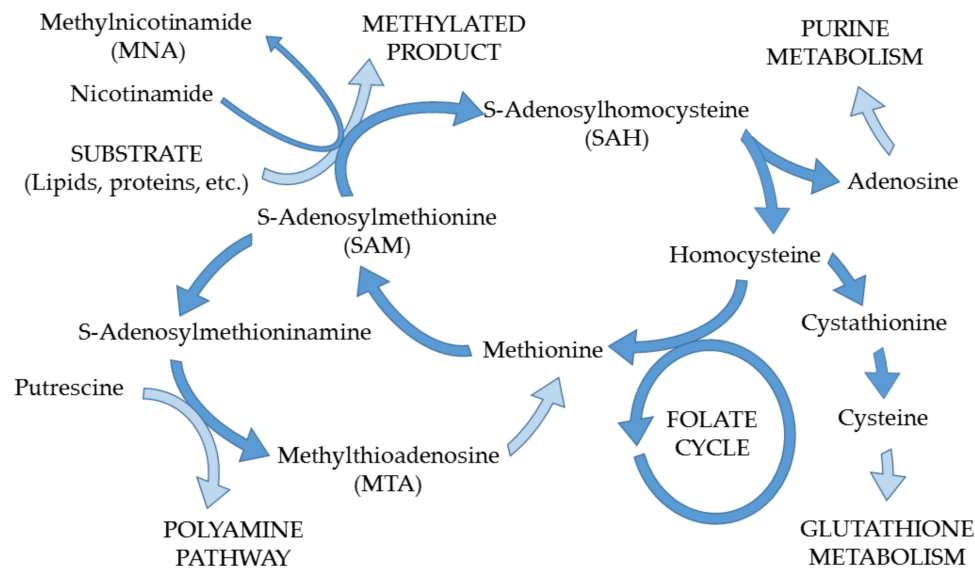 Methylnicotinamide
(MNA)
METHYLATED
PRODUCT
PURINE
METABOLISM
Nicotinamide
S-Adenosylhomocysteine
(SAH)
SUBSTRATE
(Lipids, proteins, etc.)
Adenosine
S-Adenosylmethionine
(SAM)
Homocysteine
S-Adenosylmethioninamine
Cystathionine
Methionine
Putrescine
FOLATE
CYCLE
Cysteine
Methylthioadenosine
(MTA)
POLYAMINE
PATHWAY
GLUTATHIONE
METABOLISM